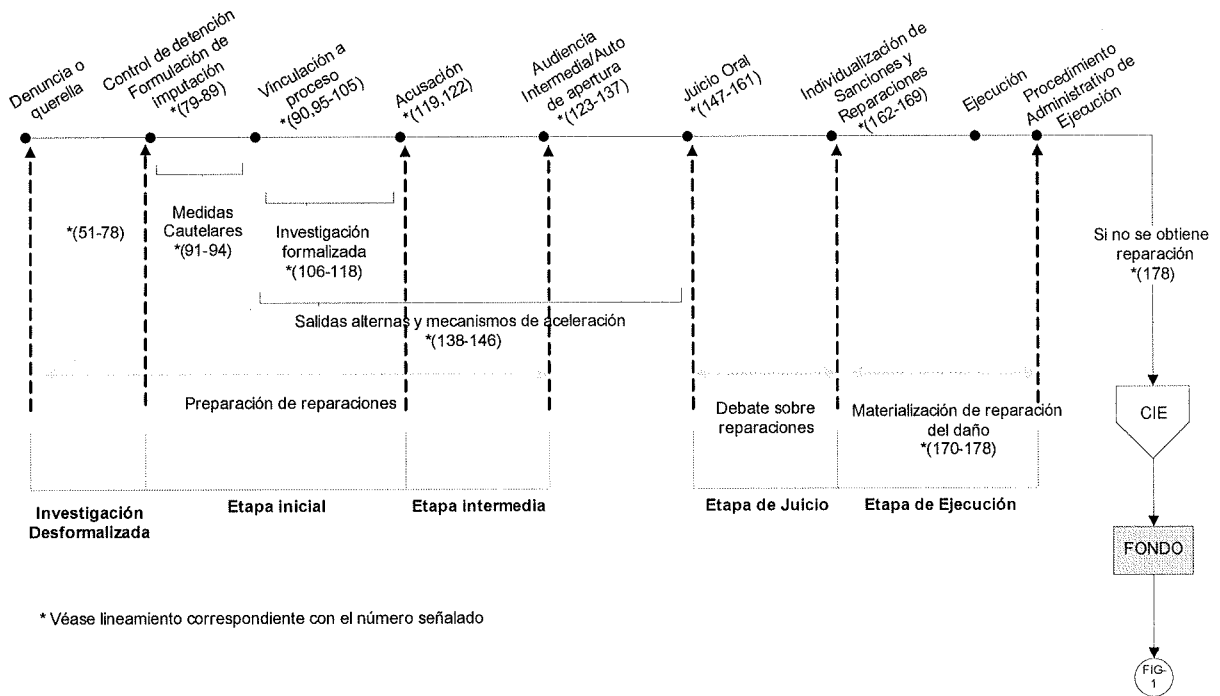 Denuncia o
querella
Control de detención
Formulación de
imputación
*(79-89)
Vinculación a
proceso
*(90,95-105)
Acusación
*(119,122)
Audiencia
Intermedia/Auto
de apertura
*(123-137)
Juicio Oral
*(147-161)
Individualización de
Sanciones y
Reparaciones
*(162-169)
Ejecución
Procedimiento
Administrativo de
Ejecución
*(51-78)
Medidas
Cautelares
*(91-94)
Investigación
formalizada
*(106-118)
Si no se obtiene
reparación
*(178)
Salidas alternas y mecanismos de aceleración
*(138-146)
Preparación de reparaciones
Debate sobre
reparaciones
Materialización de reparación
del daño
*(170-178)
CIE
Investigación
Desformalizada
Etapa inicial
Etapa intermedia
Etapa de Juicio
Etapa de Ejecución
FONDO
* Véase lineamiento correspondiente con el número señalado
FIG-
1